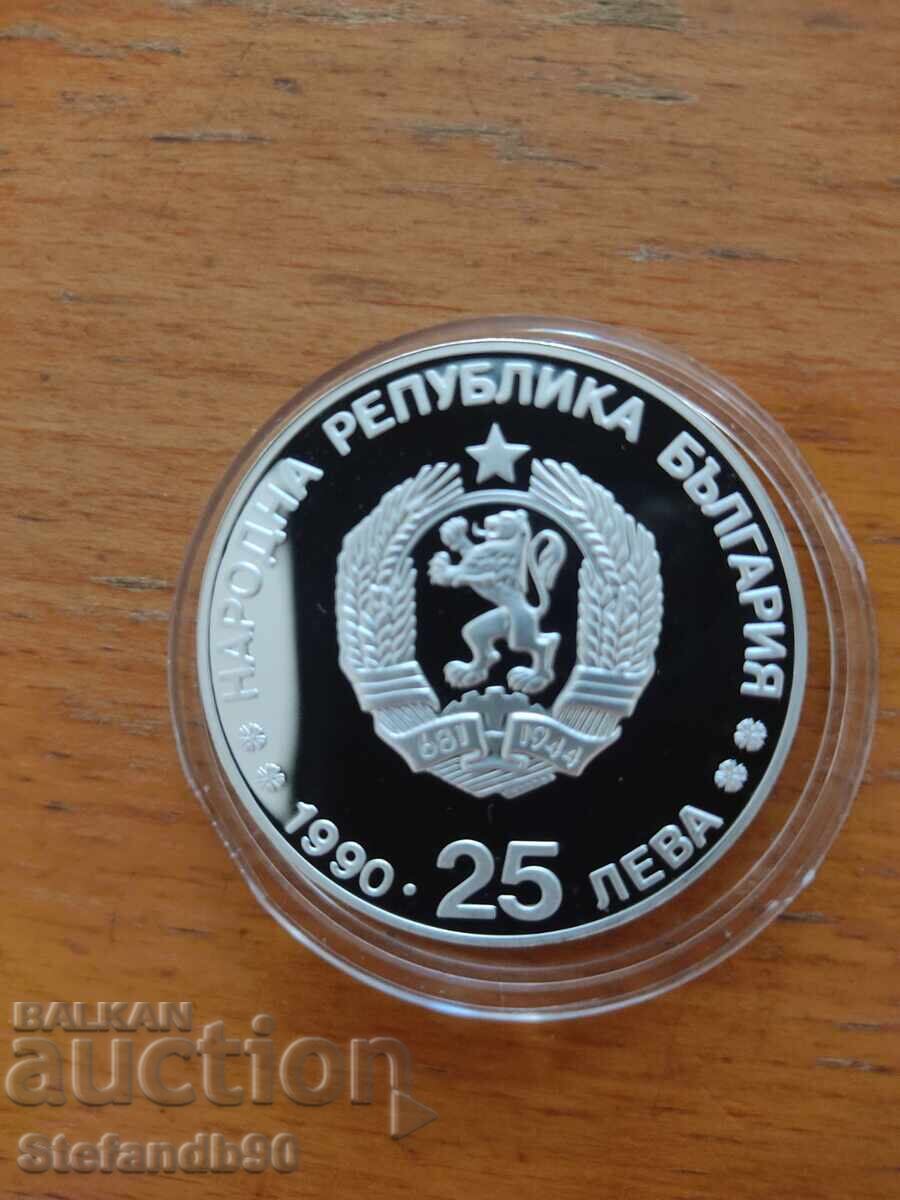 НАРОДНА РЕПУБЛИКА БЪЛГАРИЯ
681 1944
1990 · 25 ЛЕВА
BALKAN
auction
Stefandb90